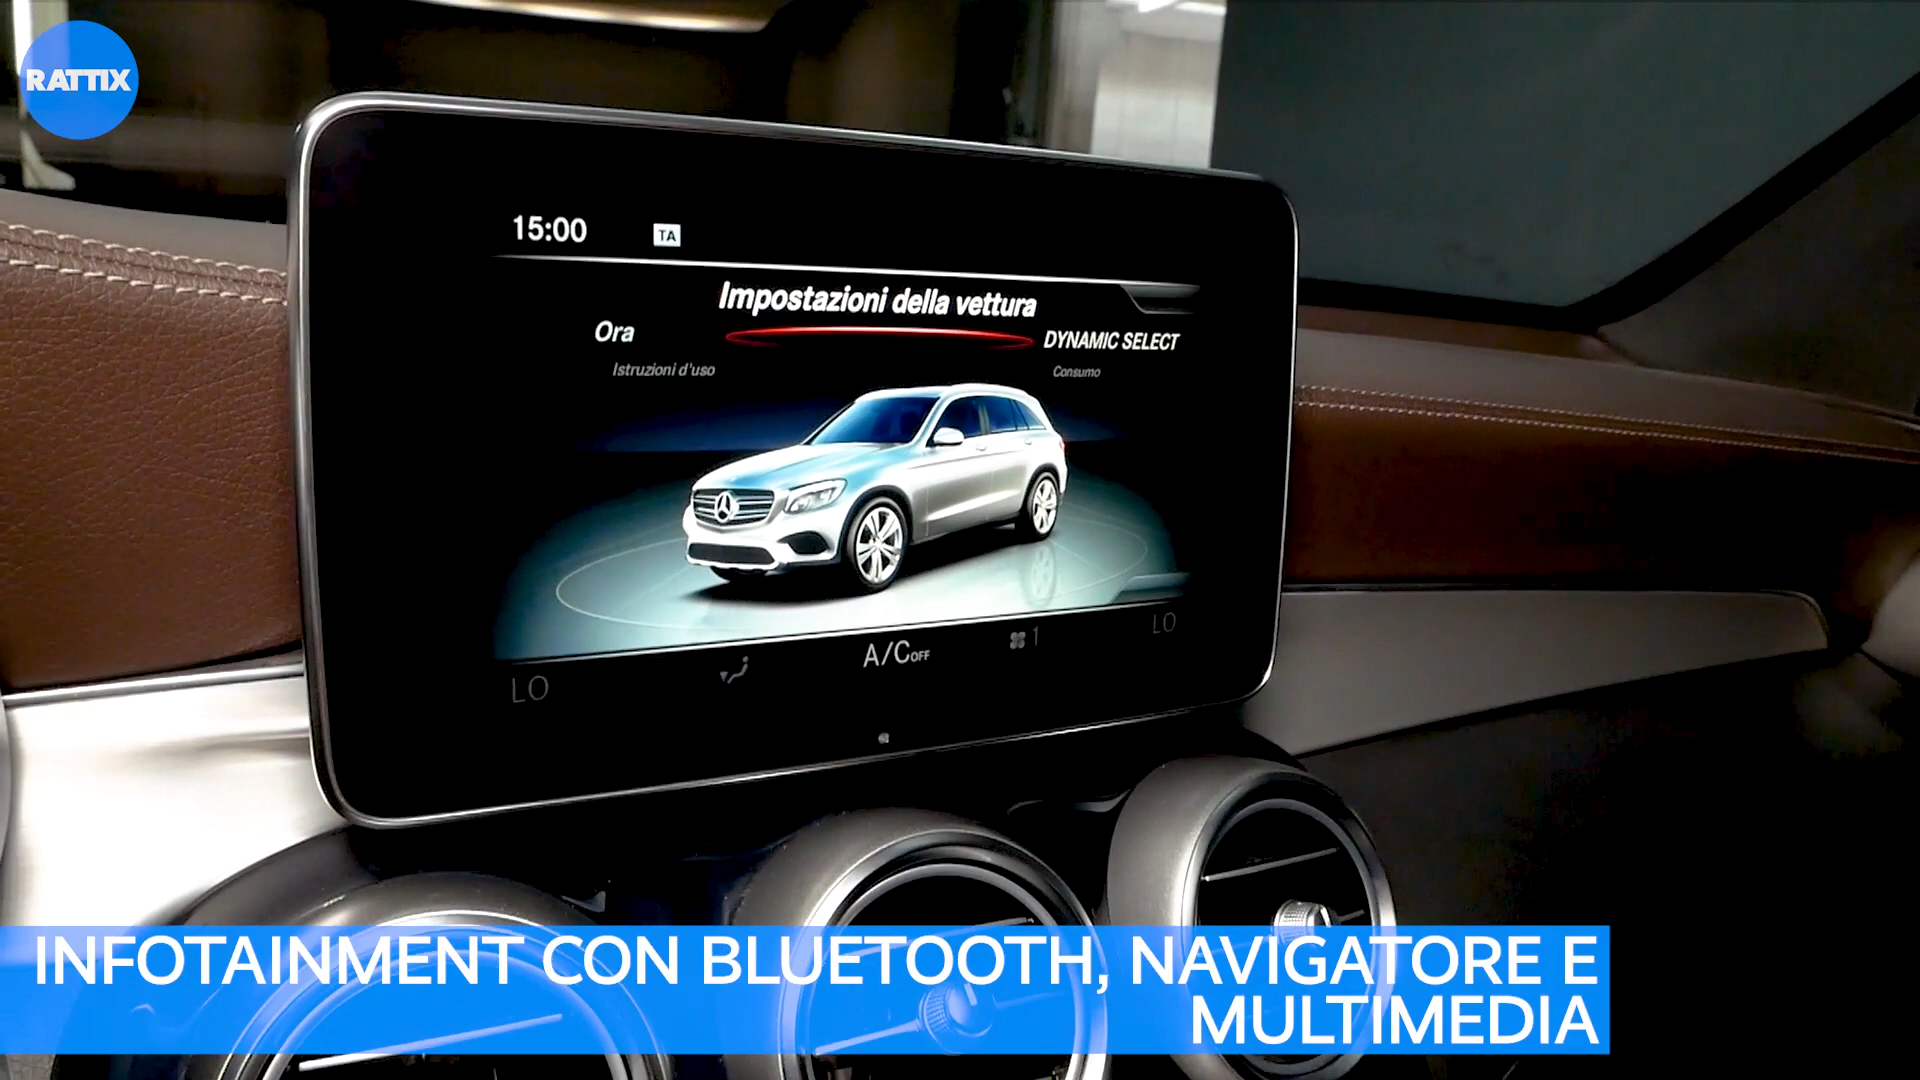 RATTIX
15:00 TA
Impostazioni della vettura
Ora DYNAMIC SELECT
Istruzioni d'uso Consumo
LO A/C OFF 1 LO
INFOTAINMENT CON BLUETOOTH, NAVIGATORE E
MULTIMEDIA